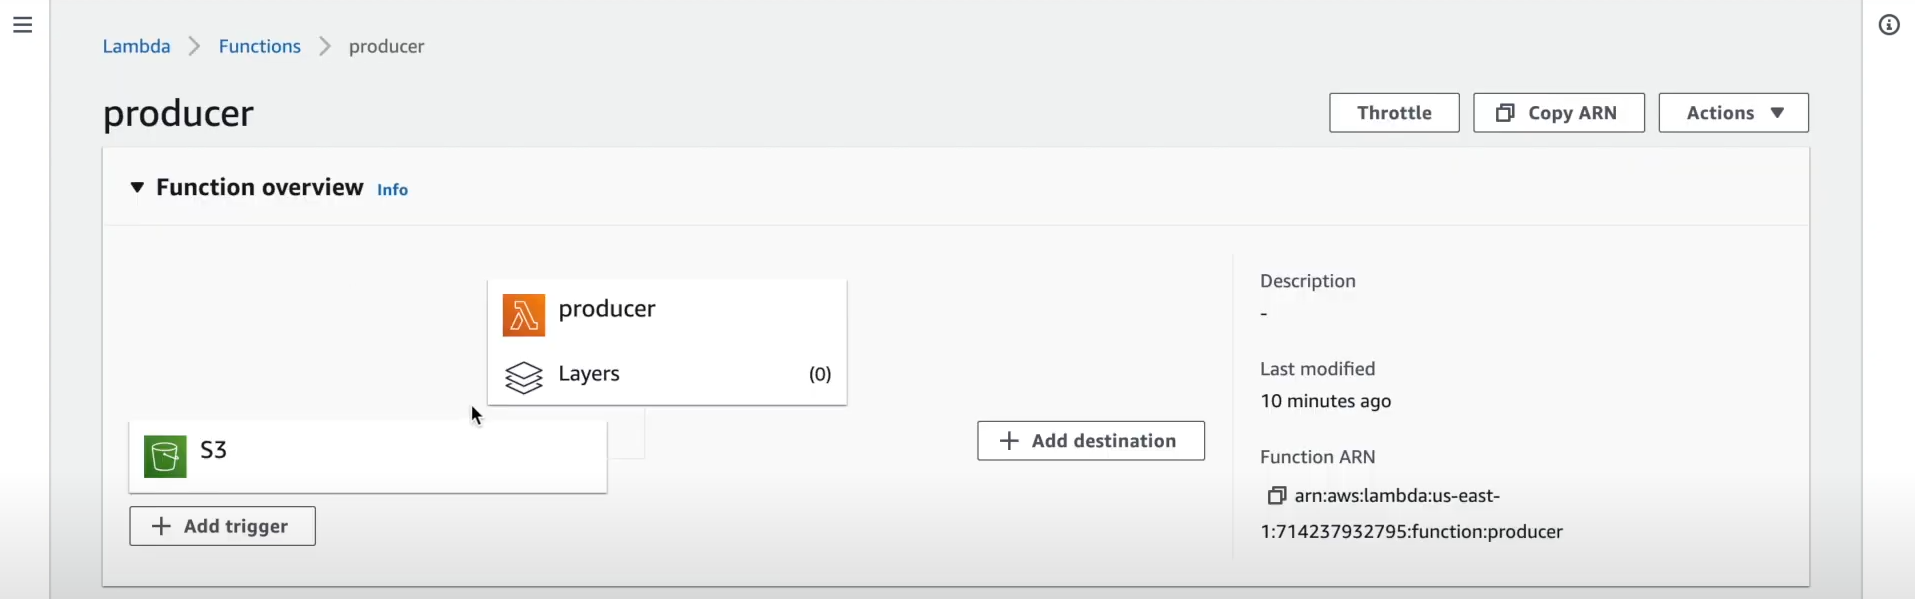 Lambda > Functions > producer
producer
Throttle
Copy ARN
Actions
Function overview Info
producer
Layers (0)
S3
+ Add trigger
+ Add destination
Description
-
Last modified
10 minutes ago
Function ARN
arn:aws:lambda:us-east-
1:714237932795:function:producer